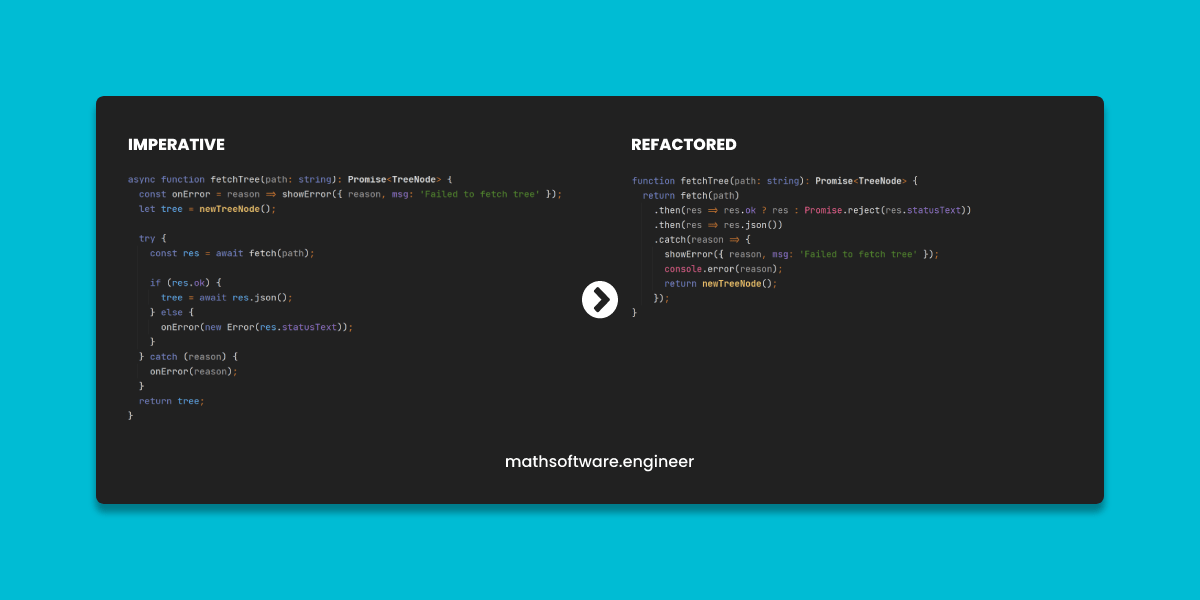 IMPERATIVE
async function fetchTree(path: string): Promise<TreeNode> {
  const onError = reason => showError({ reason, msg: 'Failed to fetch tree' });
  let tree = newTreeNode();

  try {
    const res = await fetch(path);

    if (res.ok) {
      tree = await res.json();
    } else {
      onError(new Error(res.statusText));
    }
  } catch (reason) {
    onError(reason);
  }
  return tree;
}
REFACTORED
function fetchTree(path: string): Promise<TreeNode> {
  return fetch(path)
    .then(res => res.ok ? res : Promise.reject(res.statusText))
    .then(res => res.json())
    .catch(reason => {
      showError({ reason, msg: 'Failed to fetch tree' });
      console.error(reason);
      return newTreeNode();
    });
}
mathsoftware.engineer